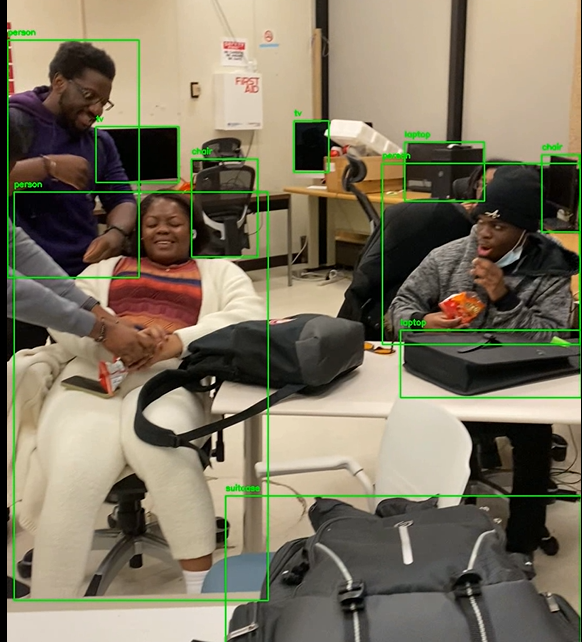 person
tv
chair
tv
laptop
chair
person
person
laptop
suitcase
FIRST
AID